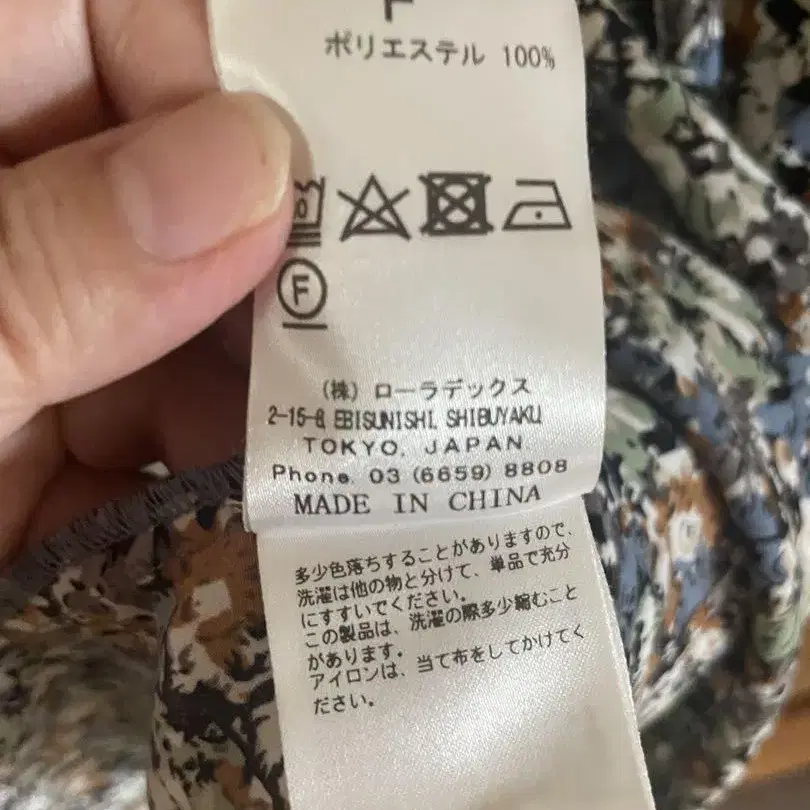 F
ポリエステル 100%
F
(株) ローラデックス
2-15-8 EBISUNISHI, SHIBUYAKU
TOKYO, JAPAN
Phone. 03 (6659) 8808
MADE IN CHINA
多少色落ちすることがありますので、
洗濯は他の物と分けて、単品で充分
にすすいでください。
この製品は、洗濯の際多少縮むこと
があります。
アイロンは、当て布をしてかけてく
ださい。